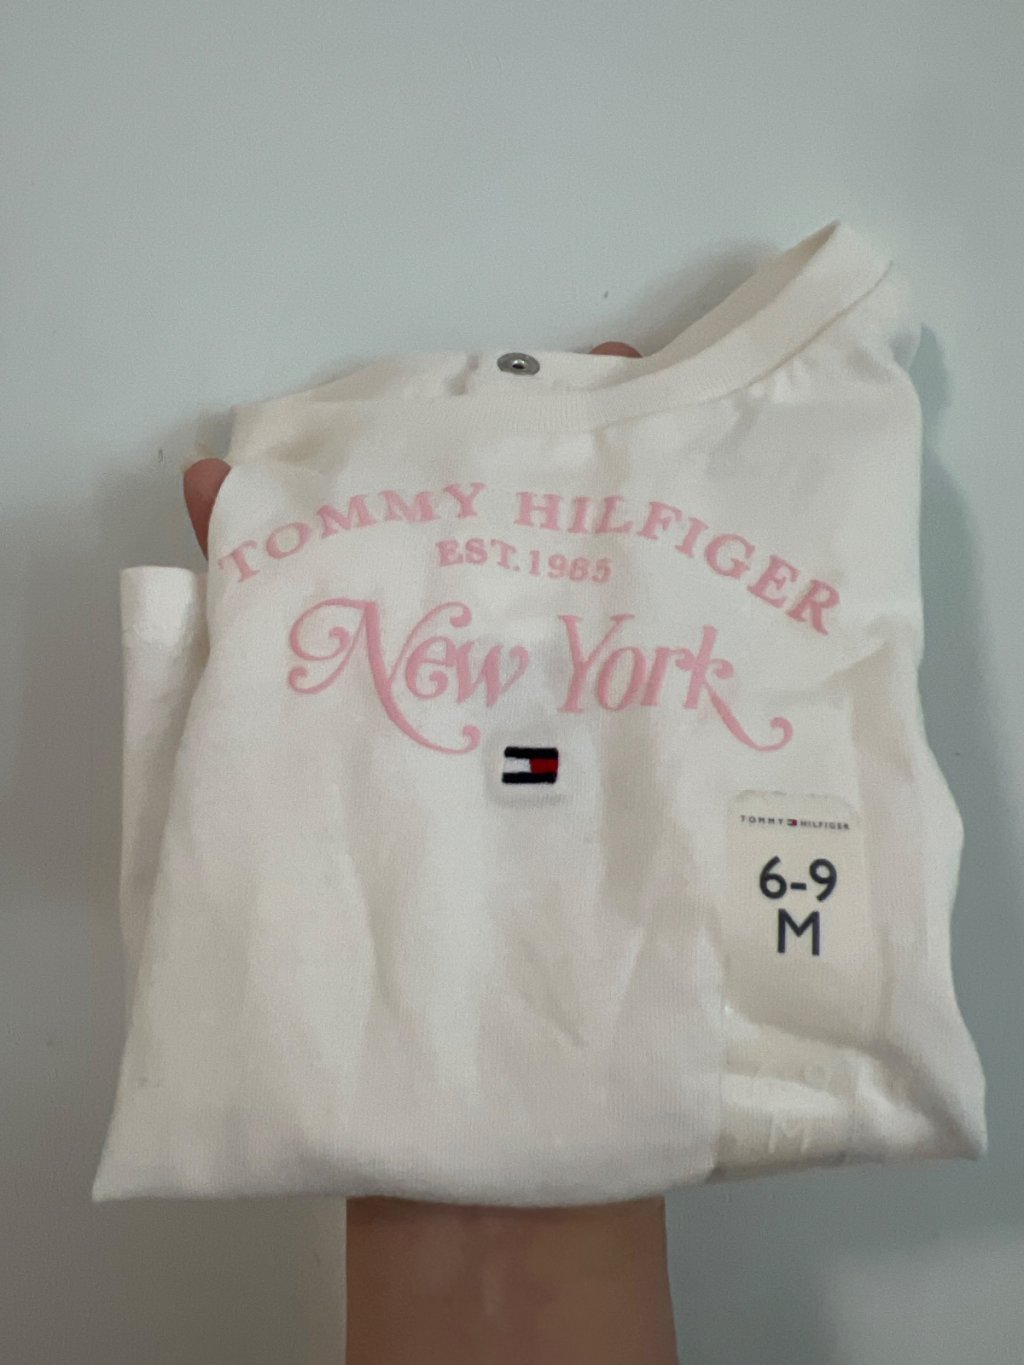 TOMMY HILFIGER
EST.1985
New York
TOMMY HILFIGER
6-9
M